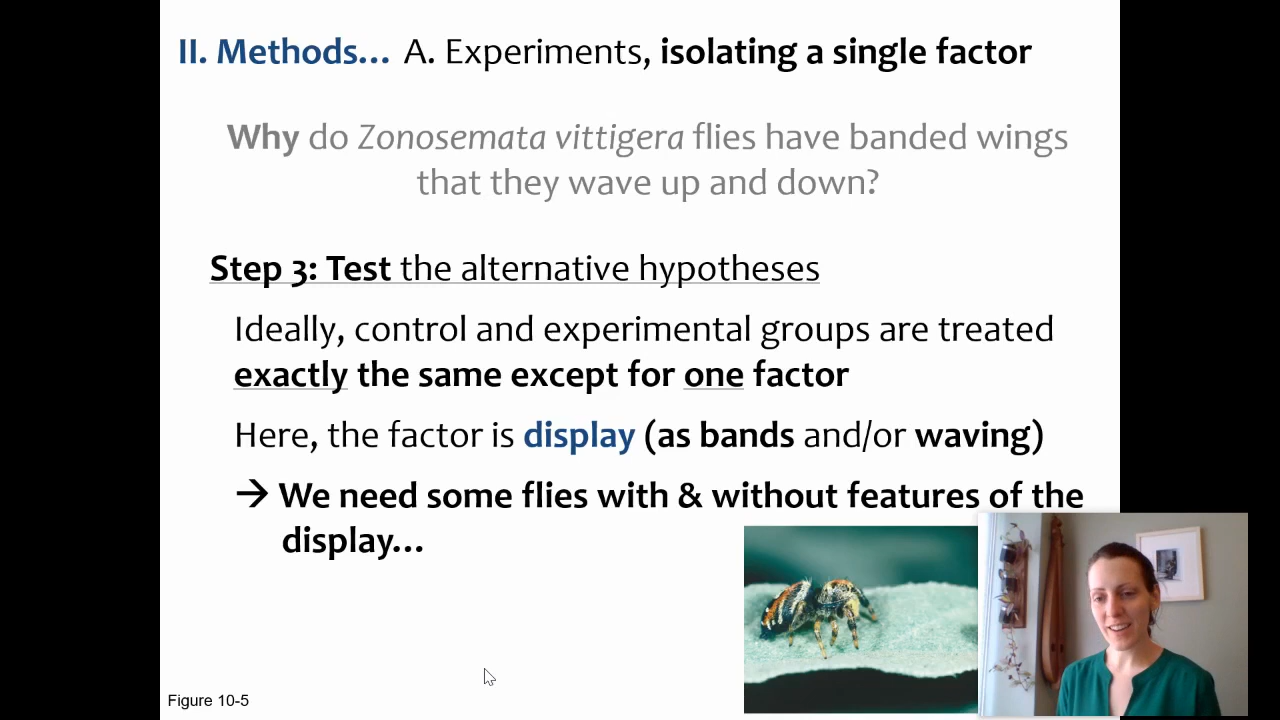 II. Methods… A. Experiments, isolating a single factor
Why do Zonosemata vittigera flies have banded wings
that they wave up and down?
Step 3: Test the alternative hypotheses
Ideally, control and experimental groups are treated
exactly the same except for one factor
Here, the factor is display (as bands and/or waving)
→ We need some flies with & without features of the
display…
Figure 10-5